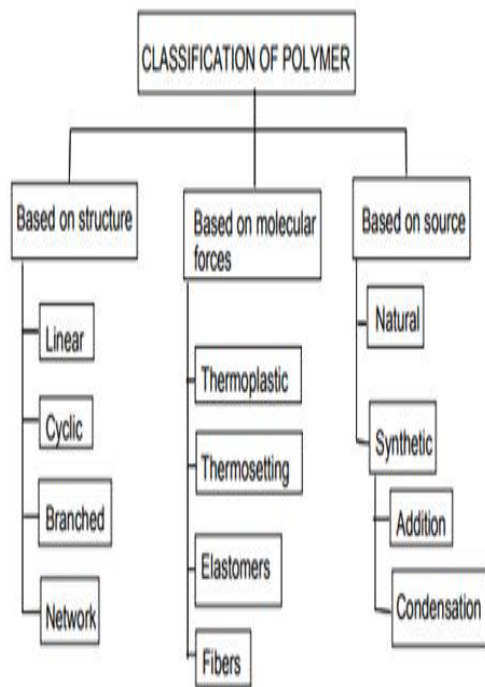 CLASSIFICATION OF POLYMER
Based on structure
Linear
Cyclic
Branched
Network
Based on molecular
forces
Thermoplastic
Thermosetting
Elastomers
Fibers
Based on source
Natural
Synthetic
Addition
Condensation